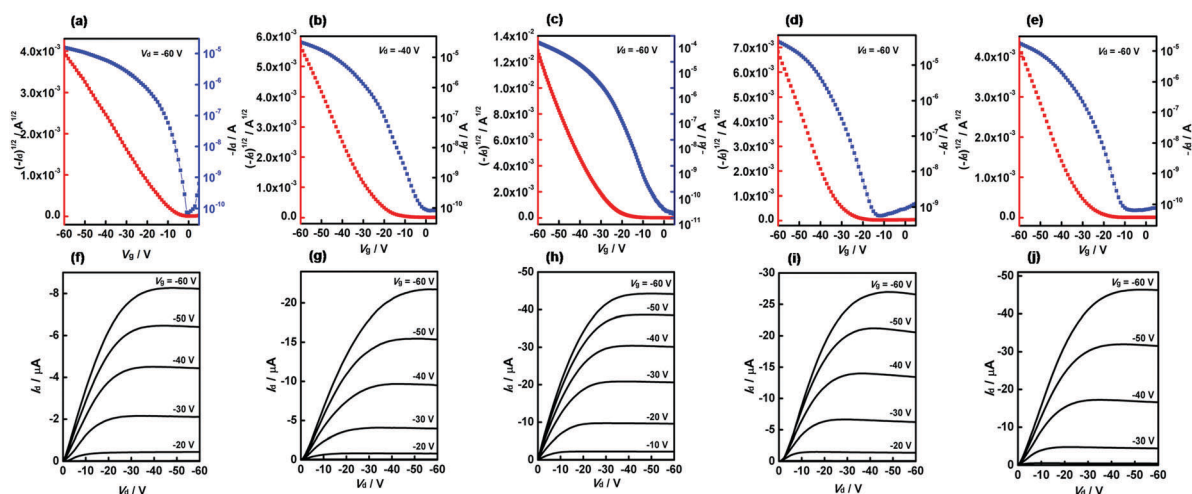 (a)
Vd = -60 V
4.0x10⁻³
3.0x10⁻³
2.0x10⁻³
1.0x10⁻³
0.0
(-Id)^1/2 / A^1/2
10⁻⁵
10⁻⁶
10⁻⁷
10⁻⁸
10⁻⁹
10⁻¹⁰
-Id / A
-60 -50 -40 -30 -20 -10 0
Vg / V
(b)
Vd = -40 V
6.0x10⁻³
5.0x10⁻³
4.0x10⁻³
3.0x10⁻³
2.0x10⁻³
1.0x10⁻³
0.0
(-Id)^1/2 / A^1/2
10⁻⁵
10⁻⁶
10⁻⁷
10⁻⁸
10⁻⁹
10⁻¹⁰
-Id / A
-60 -50 -40 -30 -20 -10 0
Vg / V
(c)
Vd = -60 V
1.4x10⁻²
1.2x10⁻²
1.0x10⁻²
8.0x10⁻³
6.0x10⁻³
4.0x10⁻³
2.0x10⁻³
0.0
(-Id)^1/2 / A^1/2
10⁻⁴
10⁻⁵
10⁻⁶
10⁻⁷
10⁻⁸
10⁻⁹
10⁻¹⁰
10⁻¹¹
-Id / A
-60 -50 -40 -30 -20 -10 0
Vg / V
(d)
Vd = -60 V
7.0x10⁻³
6.0x10⁻³
5.0x10⁻³
4.0x10⁻³
3.0x10⁻³
2.0x10⁻³
1.0x10⁻³
0.0
(-Id)^1/2 / A^1/2
10⁻⁵
10⁻⁶
10⁻⁷
10⁻⁸
10⁻⁹
-Id / A
-60 -50 -40 -30 -20 -10 0
Vg / V
(e)
Vd = -60 V
4.0x10⁻³
3.0x10⁻³
2.0x10⁻³
1.0x10⁻³
0.0
(-Id)^1/2 / A^1/2
10⁻⁵
10⁻⁶
10⁻⁷
10⁻⁸
10⁻⁹
10⁻¹⁰
-Id / A
-60 -50 -40 -30 -20 -10 0
Vg / V
(f)
Vg = -60 V
-50 V
-40 V
-30 V
-20 V
-8
-6
-4
-2
0
Id / μA
0 -10 -20 -30 -40 -50 -60
Vd / V
(g)
Vg = -60 V
-50 V
-40 V
-30 V
-20 V
-20
-15
-10
-5
0
Id / μA
0 -10 -20 -30 -40 -50 -60
Vd / V
(h)
Vg = -60 V
-50 V
-40 V
-30 V
-20 V
-10 V
-50
-40
-30
-20
-10
0
Id / μA
0 -10 -20 -30 -40 -50 -60
Vd / V
(i)
Vg = -60 V
-50 V
-40 V
-30 V
-20 V
-30
-25
-20
-15
-10
-5
0
Id / μA
0 -10 -20 -30 -40 -50 -60
Vd / V
(j)
Vg = -60 V
-50 V
-40 V
-30 V
-50
-40
-30
-20
-10
0
Id / μA
0 -10 -20 -30 -40 -50 -60
Vd / V